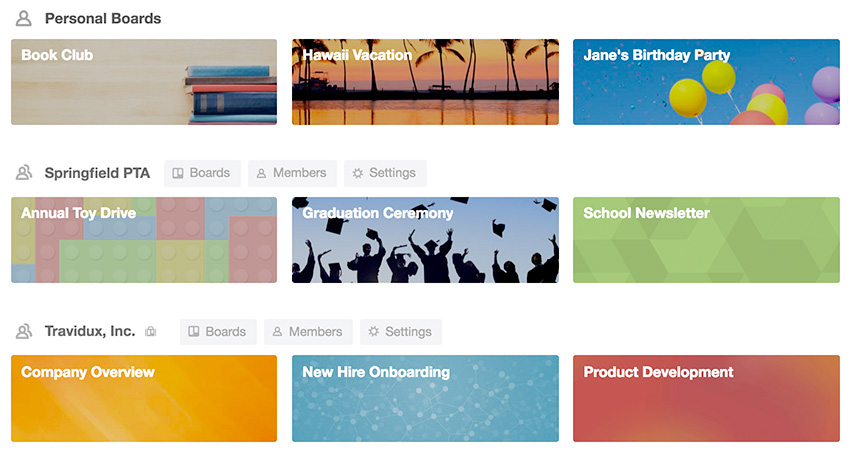 Personal Boards
Book Club
Hawaii Vacation
Jane's Birthday Party
Springfield PTA Boards Members Settings
Annual Toy Drive
Graduation Ceremony
School Newsletter
Travidux, Inc. Boards Members Settings
Company Overview
New Hire Onboarding
Product Development